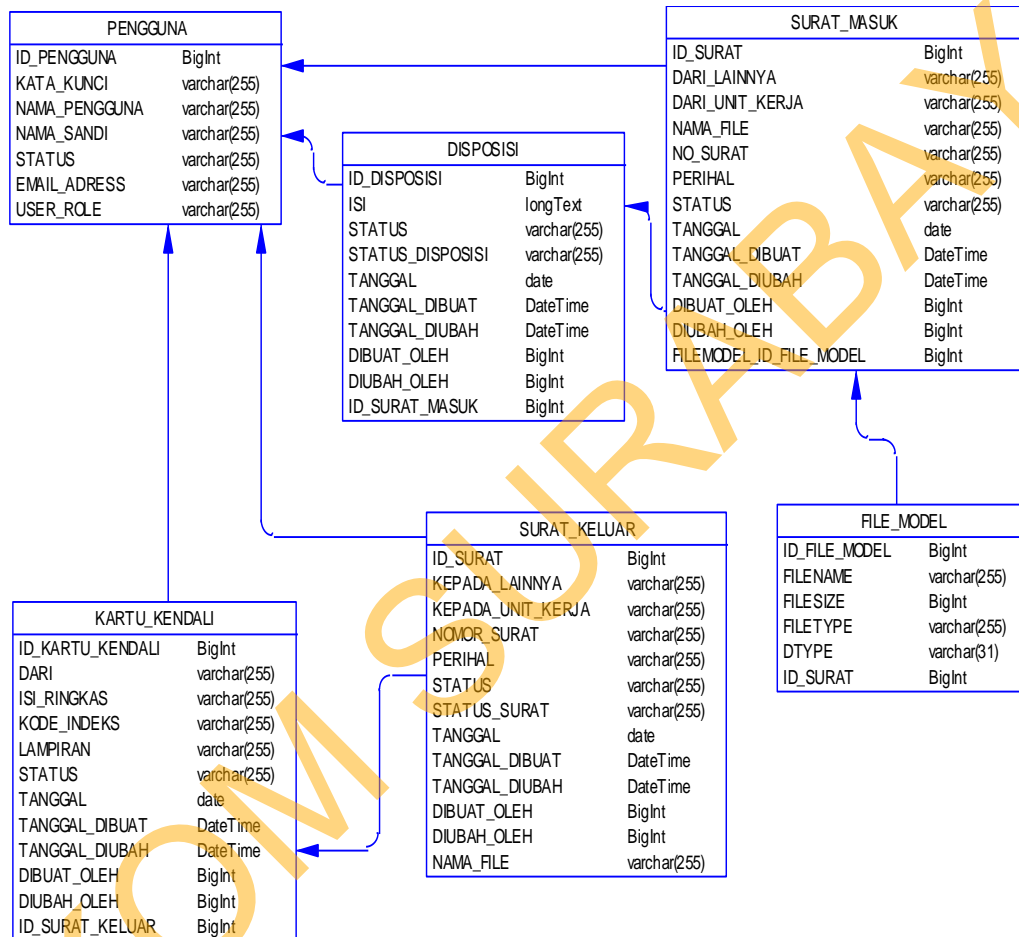 PENGGUNA
ID_PENGGUNA BigInt
KATA_KUNCI varchar(255)
NAMA_PENGGUNA varchar(255)
NAMA_SANDI varchar(255)
STATUS varchar(255)
EMAIL_ADRESS varchar(255)
USER_ROLE varchar(255)
SURAT_MASUK
ID_SURAT BigInt
DARI_LAINNYA varchar(255)
DARI_UNIT_KERJA varchar(255)
NAMA_FILE varchar(255)
NO_SURAT varchar(255)
PERIHAL varchar(255)
STATUS varchar(255)
TANGGAL date
TANGGAL_DIBUAT DateTime
TANGGAL_DIUBAH DateTime
DIBUAT_OLEH BigInt
DIUBAH_OLEH BigInt
FILEMODEL_ID_FILE_MODEL BigInt
DISPOSISI
ID_DISPOSISI BigInt
ISI longText
STATUS varchar(255)
STATUS_DISPOSISI varchar(255)
TANGGAL date
TANGGAL_DIBUAT DateTime
TANGGAL_DIUBAH DateTime
DIBUAT_OLEH BigInt
DIUBAH_OLEH BigInt
ID_SURAT_MASUK BigInt
SURAT_KELUAR
ID_SURAT BigInt
KEPADA_LAINNYA varchar(255)
KEPADA_UNIT_KERJA varchar(255)
NOMOR_SURAT varchar(255)
PERIHAL varchar(255)
STATUS varchar(255)
STATUS_SURAT varchar(255)
TANGGAL date
TANGGAL_DIBUAT DateTime
TANGGAL_DIUBAH DateTime
DIBUAT_OLEH BigInt
DIUBAH_OLEH BigInt
NAMA_FILE varchar(255)
FILE_MODEL
ID_FILE_MODEL BigInt
FILENAME varchar(255)
FILESIZE BigInt
FILETYPE varchar(255)
DTYPE varchar(31)
ID_SURAT BigInt
KARTU_KENDALI
ID_KARTU_KENDALI BigInt
DARI varchar(255)
ISI_RINGKAS varchar(255)
KODE_INDEKS varchar(255)
LAMPIRAN varchar(255)
STATUS varchar(255)
TANGGAL date
TANGGAL_DIBUAT DateTime
TANGGAL_DIUBAH DateTime
DIBUAT_OLEH BigInt
DIUBAH_OLEH BigInt
ID_SURAT_KELUAR BigInt
OM SURABAY